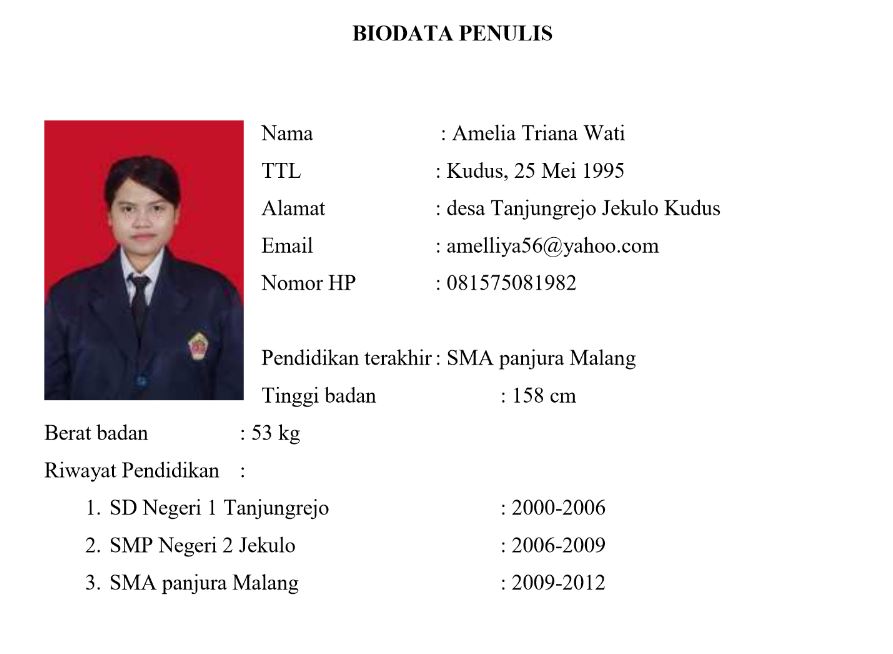 BIODATA PENULIS
Nama : Amelia Triana Wati
TTL : Kudus, 25 Mei 1995
Alamat : desa Tanjungrejo Jekulo Kudus
Email : amelliya56@yahoo.com
Nomor HP : 081575081982
Pendidikan terakhir : SMA panjura Malang
Tinggi badan : 158 cm
Berat badan : 53 kg
Riwayat Pendidikan :
1. SD Negeri 1 Tanjungrejo : 2000-2006
2. SMP Negeri 2 Jekulo : 2006-2009
3. SMA panjura Malang : 2009-2012